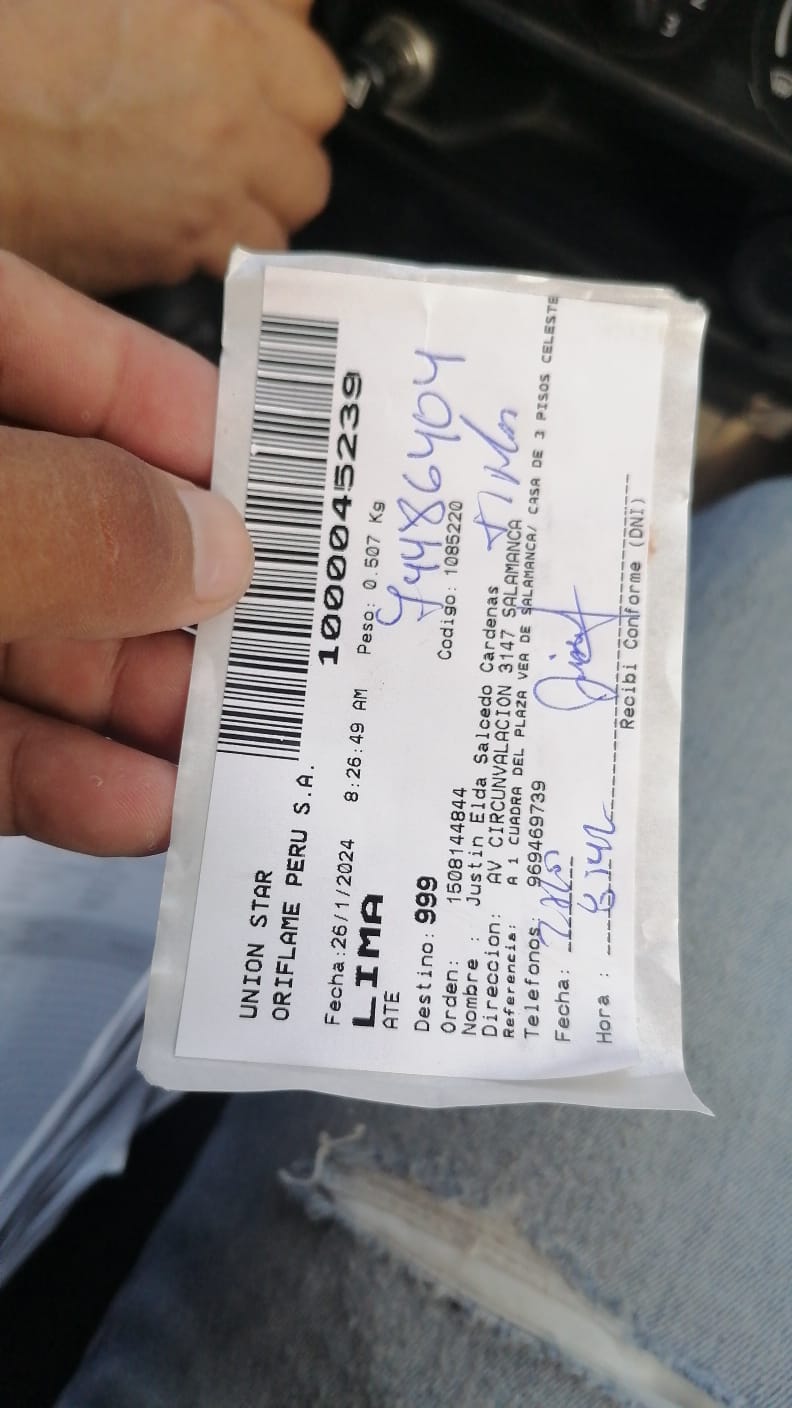 UNION STAR
ORIFLAME PERU S.A.
1000045239
Fecha:26/1/2024 8:26:49 AM Peso: 0.507 Kg
LIMA
ATE
Destino: 999
Orden: 1508144844 Codigo: 1085220
Nombre : Justin Elda Salcedo Cardenas
Direccion: AV CIRCUNVALACION 3147 SALAMANCA
Referencia: A 1 CUADRA DEL PLAZA VEA DE SALAMANCA/ CASA DE 3 PISOS CELESTE
Telefonos: 969469739
Fecha:
Hora :
Recibi Conforme (DNI)